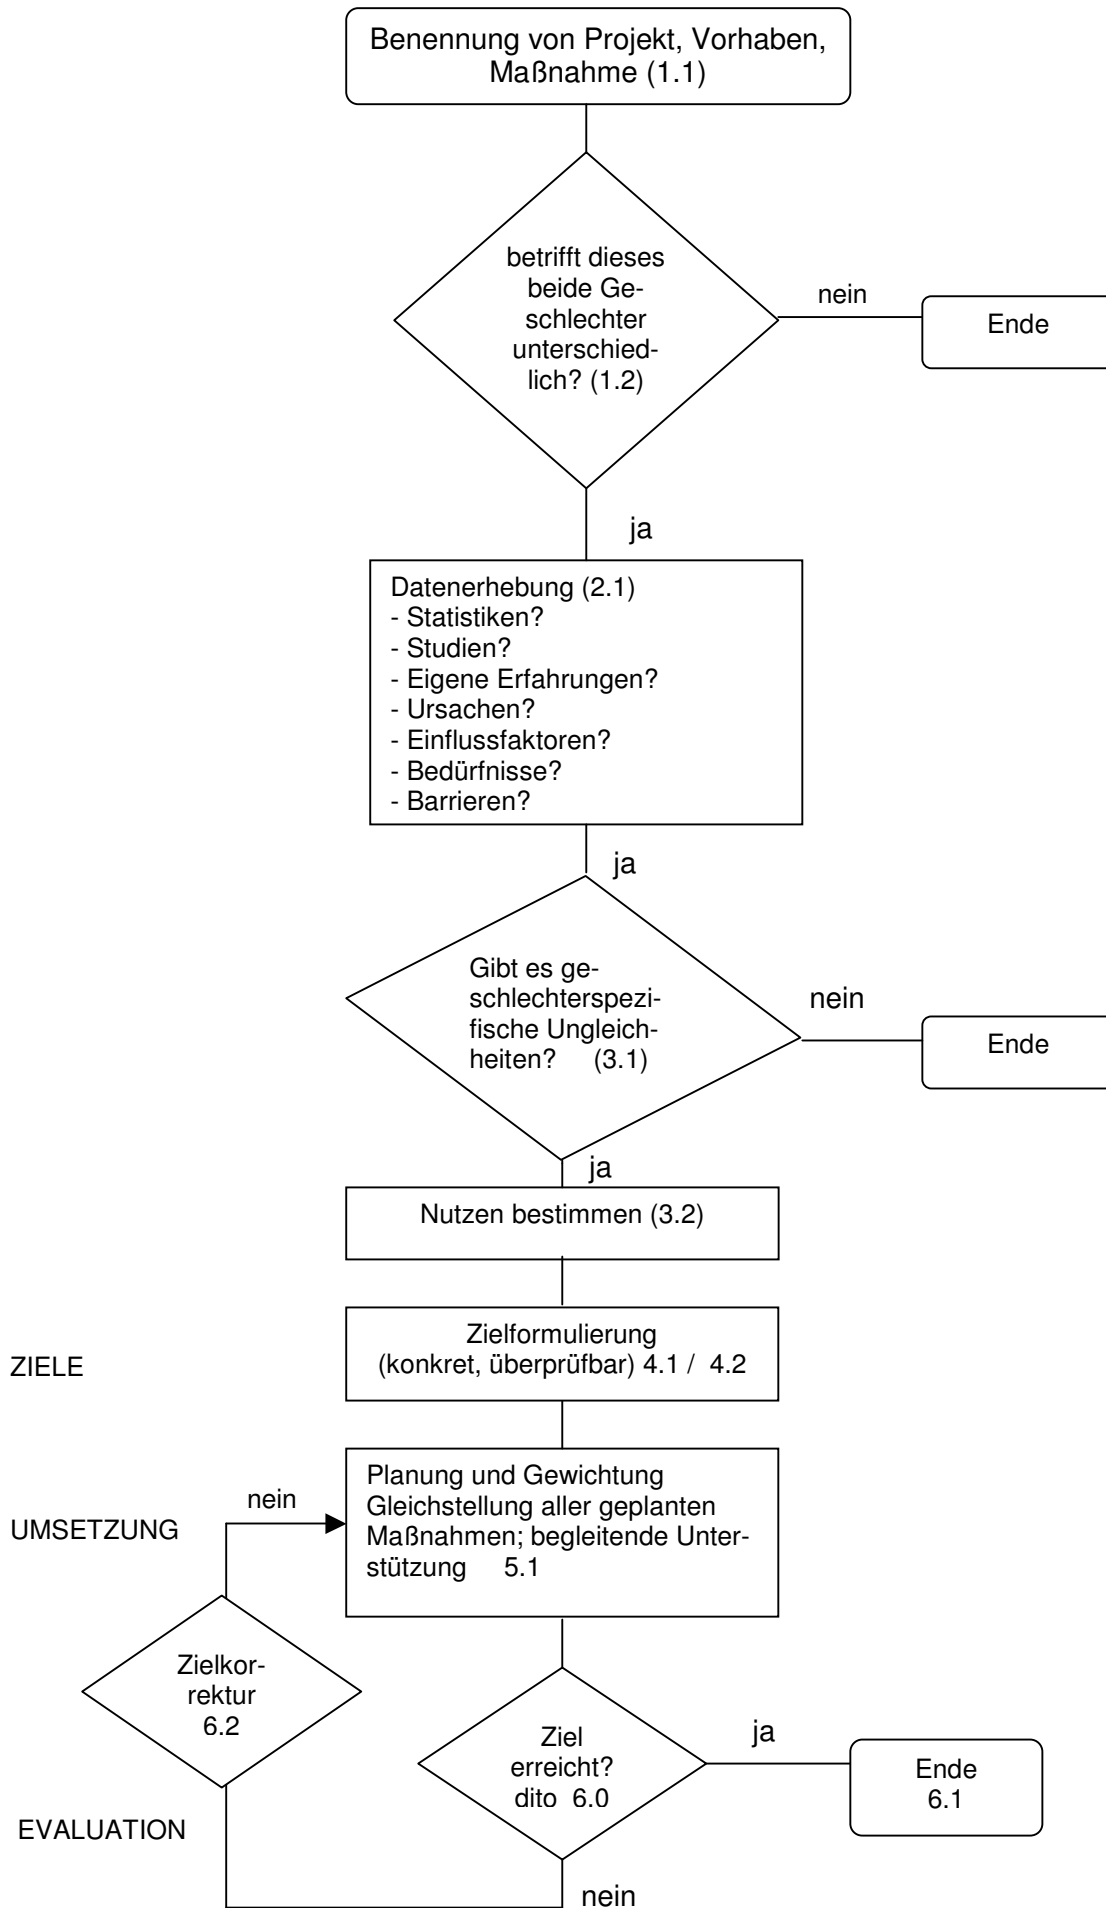 Benennung von Projekt, Vorhaben,
Maßnahme (1.1)
betrifft dieses
beide Ge-
schlechter
unterschied-
lich? (1.2)
nein
Ende
ja
Datenerhebung (2.1)
- Statistiken?
- Studien?
- Eigene Erfahrungen?
- Ursachen?
- Einflussfaktoren?
- Bedürfnisse?
- Barrieren?
ja
Gibt es ge-
schlechterspezi-
fische Ungleich-
heiten? (3.1)
nein
Ende
ja
Nutzen bestimmen (3.2)
ZIELE
Zielformulierung
(konkret, überprüfbar) 4.1 / 4.2
UMSETZUNG
nein
Planung und Gewichtung
Gleichstellung aller geplanten
Maßnahmen; begleitende Unter-
stützung 5.1
Zielkor-
rektur
6.2
Ziel
erreicht?
dito 6.0
ja
Ende
6.1
EVALUATION
nein